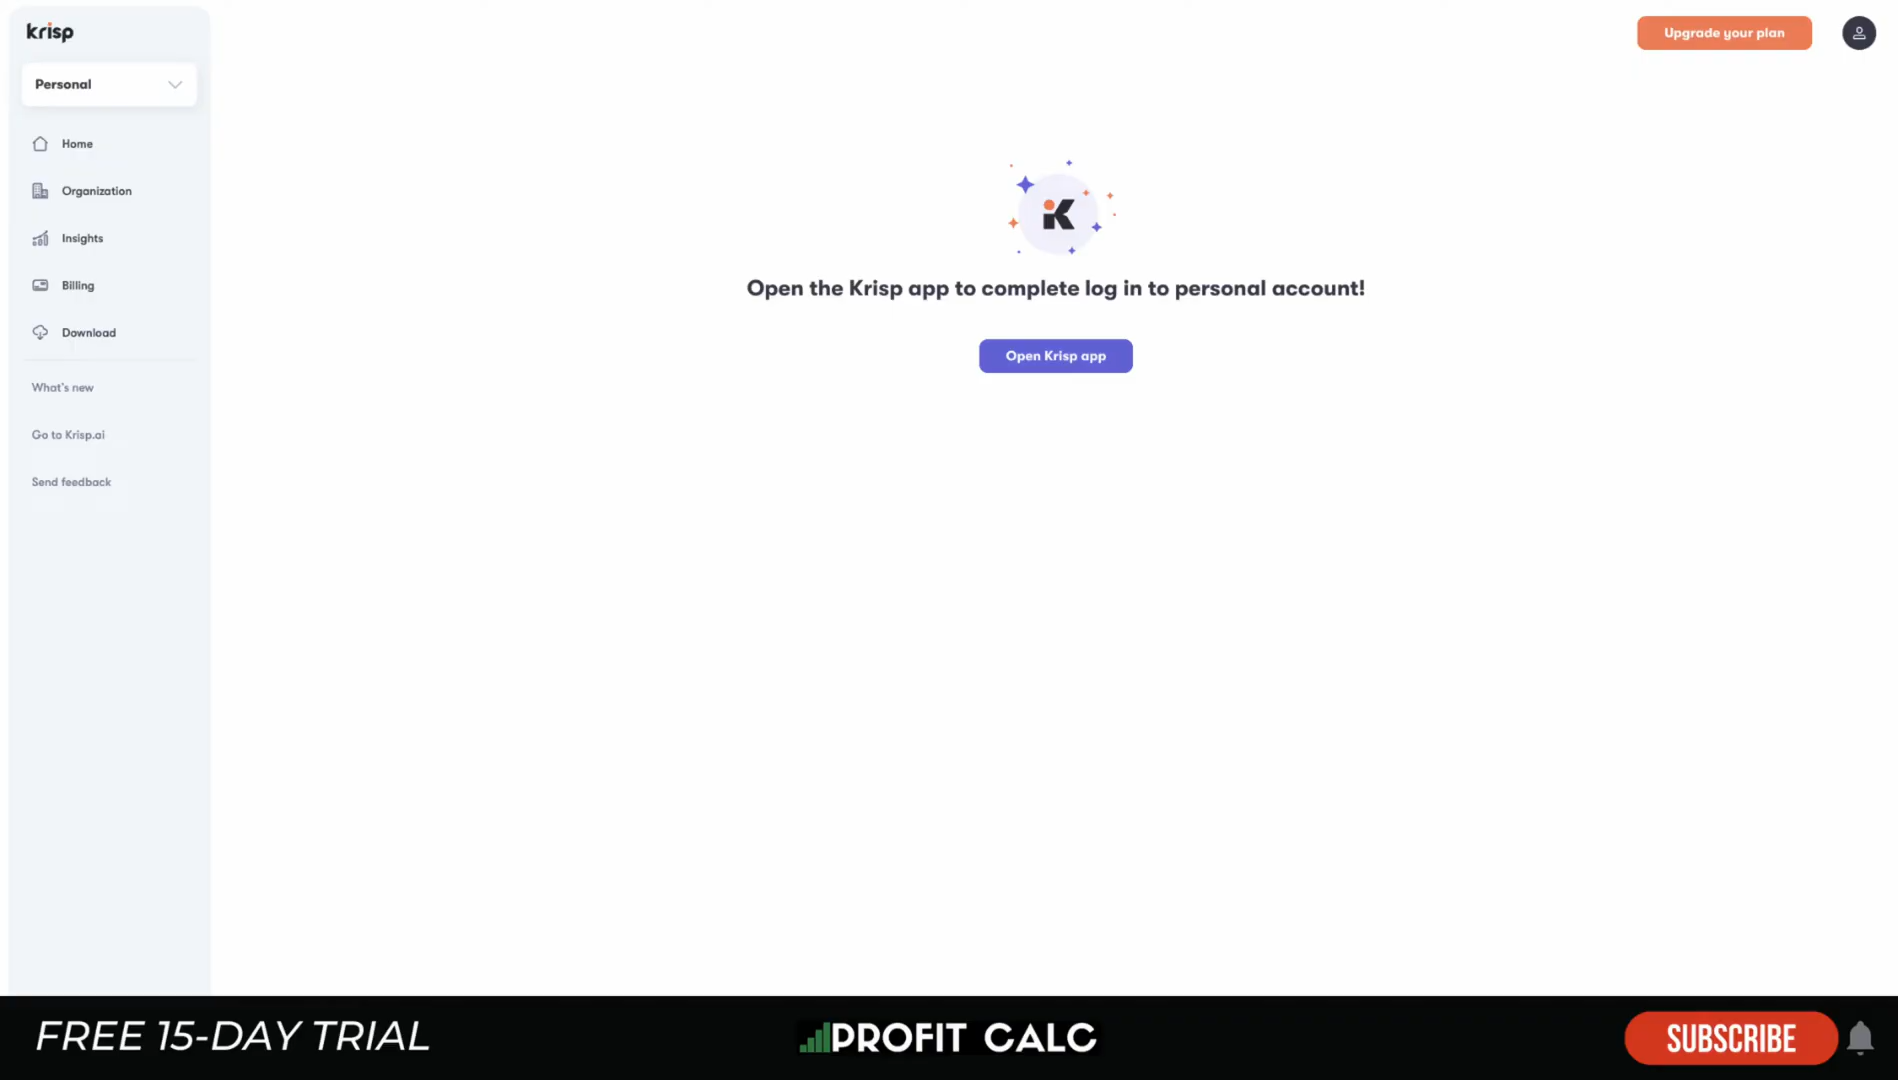 krisp
Upgrade your plan
Personal
Home
Organization
Insights
Billing
Download
What's new
Go to Krisp.ai
Send feedback
Open the Krisp app to complete log in to personal account!
Open Krisp app
FREE 15-DAY TRIAL
PROFIT CALC
SUBSCRIBE